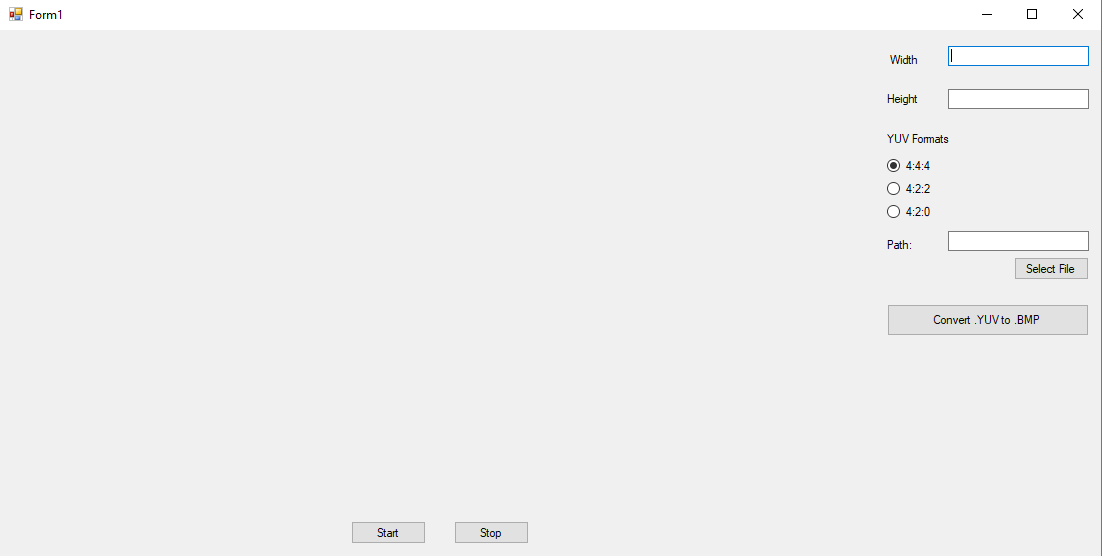 Form1
Width
Height
YUV Formats
4:4:4
4:2:2
4:2:0
Path:
Select File
Convert .YUV to .BMP
Start Stop